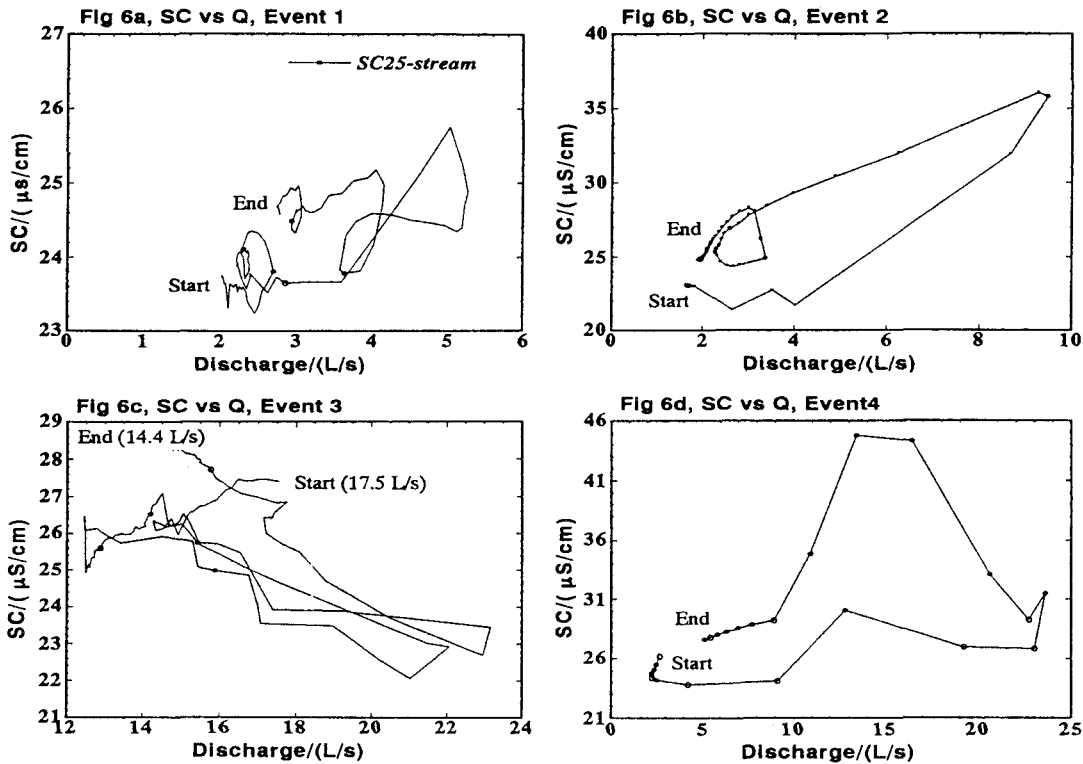 Fig 6a, SC vs Q, Event 1
27
26
25
24
23
SC/( µs/cm)
SC25-stream
End
Start
0
1
2
3
4
5
6
Discharge/(L/s)
Fig 6b, SC vs Q, Event 2
40
35
30
25
20
SC/( µS/cm)
End
Start
0
2
4
6
8
10
Discharge/(L/s)
Fig 6c, SC vs Q, Event 3
29
28
27
26
25
24
23
22
21
SC/( µS/cm)
End (14.4 L/s)
Start (17.5 L/s)
12
14
16
18
20
22
24
Discharge/(L/s)
Fig 6d, SC vs Q, Event4
46
41
36
31
26
21
SC/( µS/cm)
End
Start
0
5
10
15
20
25
Discharge/(L/s)